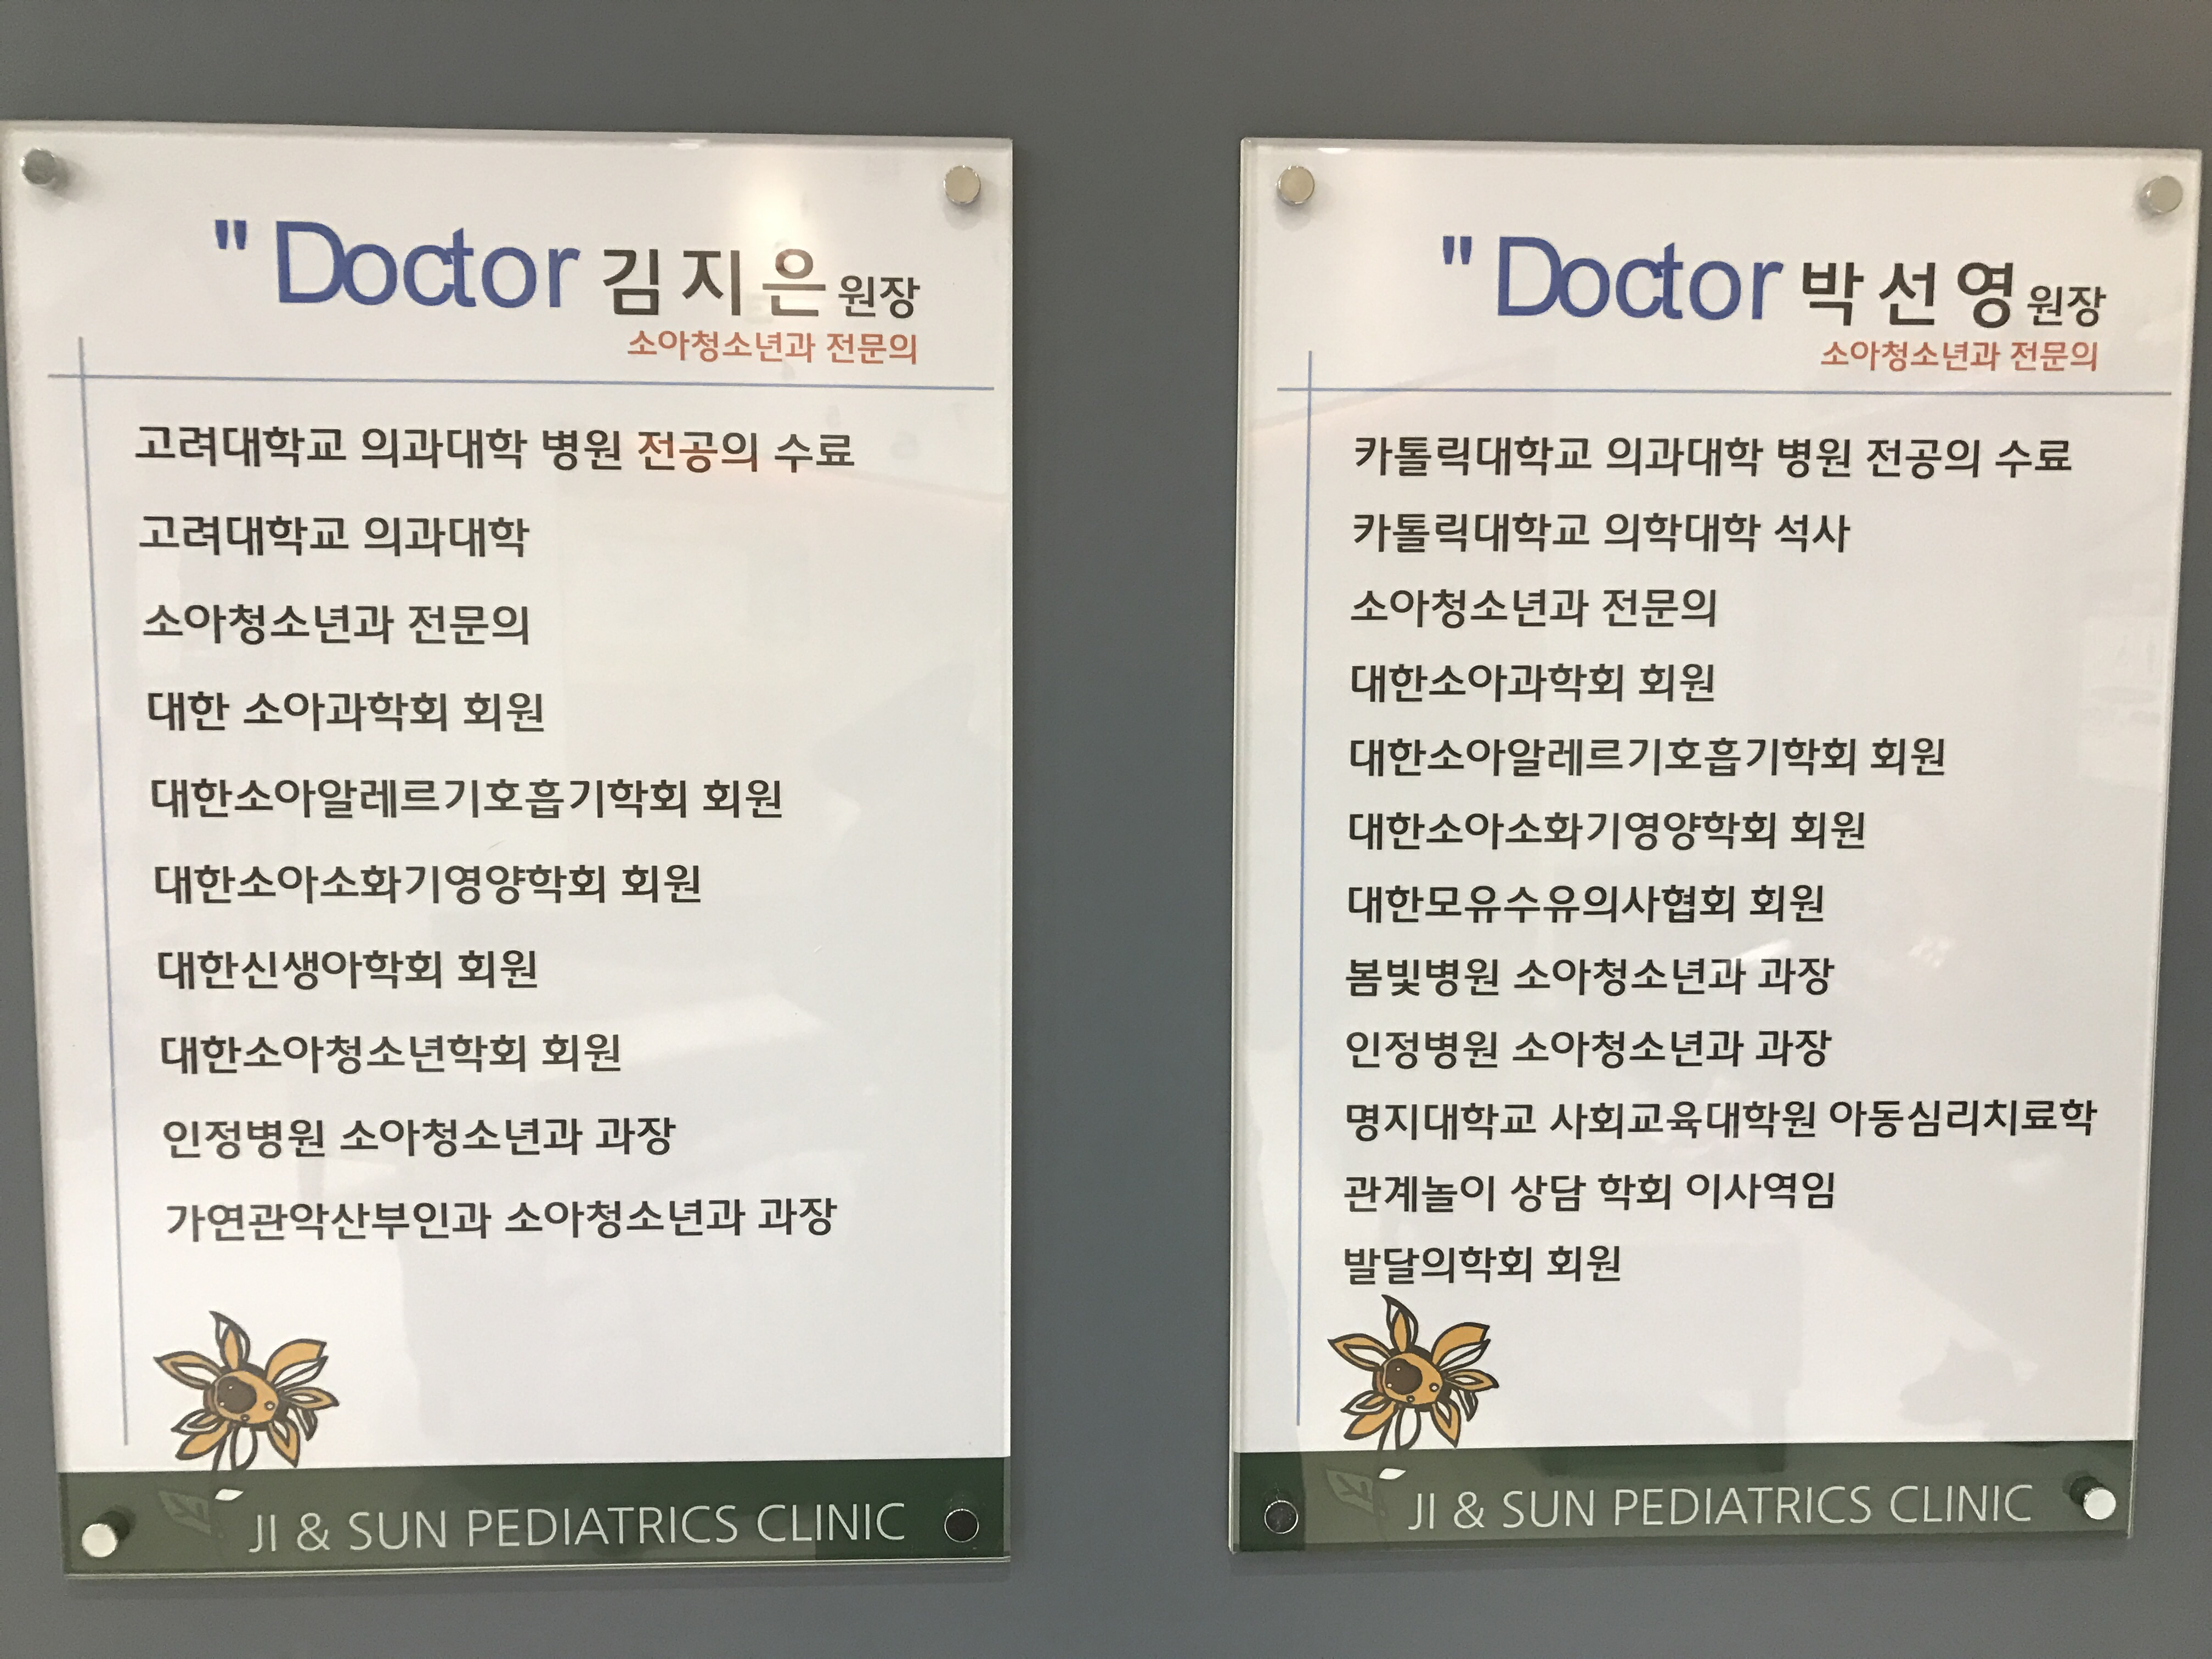 " Doctor 김지은 원장
소아청소년과 전문의
고려대학교 의과대학 병원 전공의 수료
고려대학교 의과대학
소아청소년과 전문의
대한 소아과학회 회원
대한소아알레르기호흡기학회 회원
대한소아소화기영양학회 회원
대한신생아학회 회원
대한소아청소년학회 회원
인정병원 소아청소년과 과장
가연관악산부인과 소아청소년과 과장
JI & SUN PEDIATRICS CLINIC
" Doctor 박선영 원장
소아청소년과 전문의
카톨릭대학교 의과대학 병원 전공의 수료
카톨릭대학교 의학대학 석사
소아청소년과 전문의
대한소아과학회 회원
대한소아알레르기호흡기학회 회원
대한소아소화기영양학회 회원
대한모유수유의사협회 회원
봄빛병원 소아청소년과 과장
인정병원 소아청소년과 과장
명지대학교 사회교육대학원 아동심리치료학
관계놀이 상담 학회 이사역임
발달의학회 회원
JI & SUN PEDIATRICS CLINIC